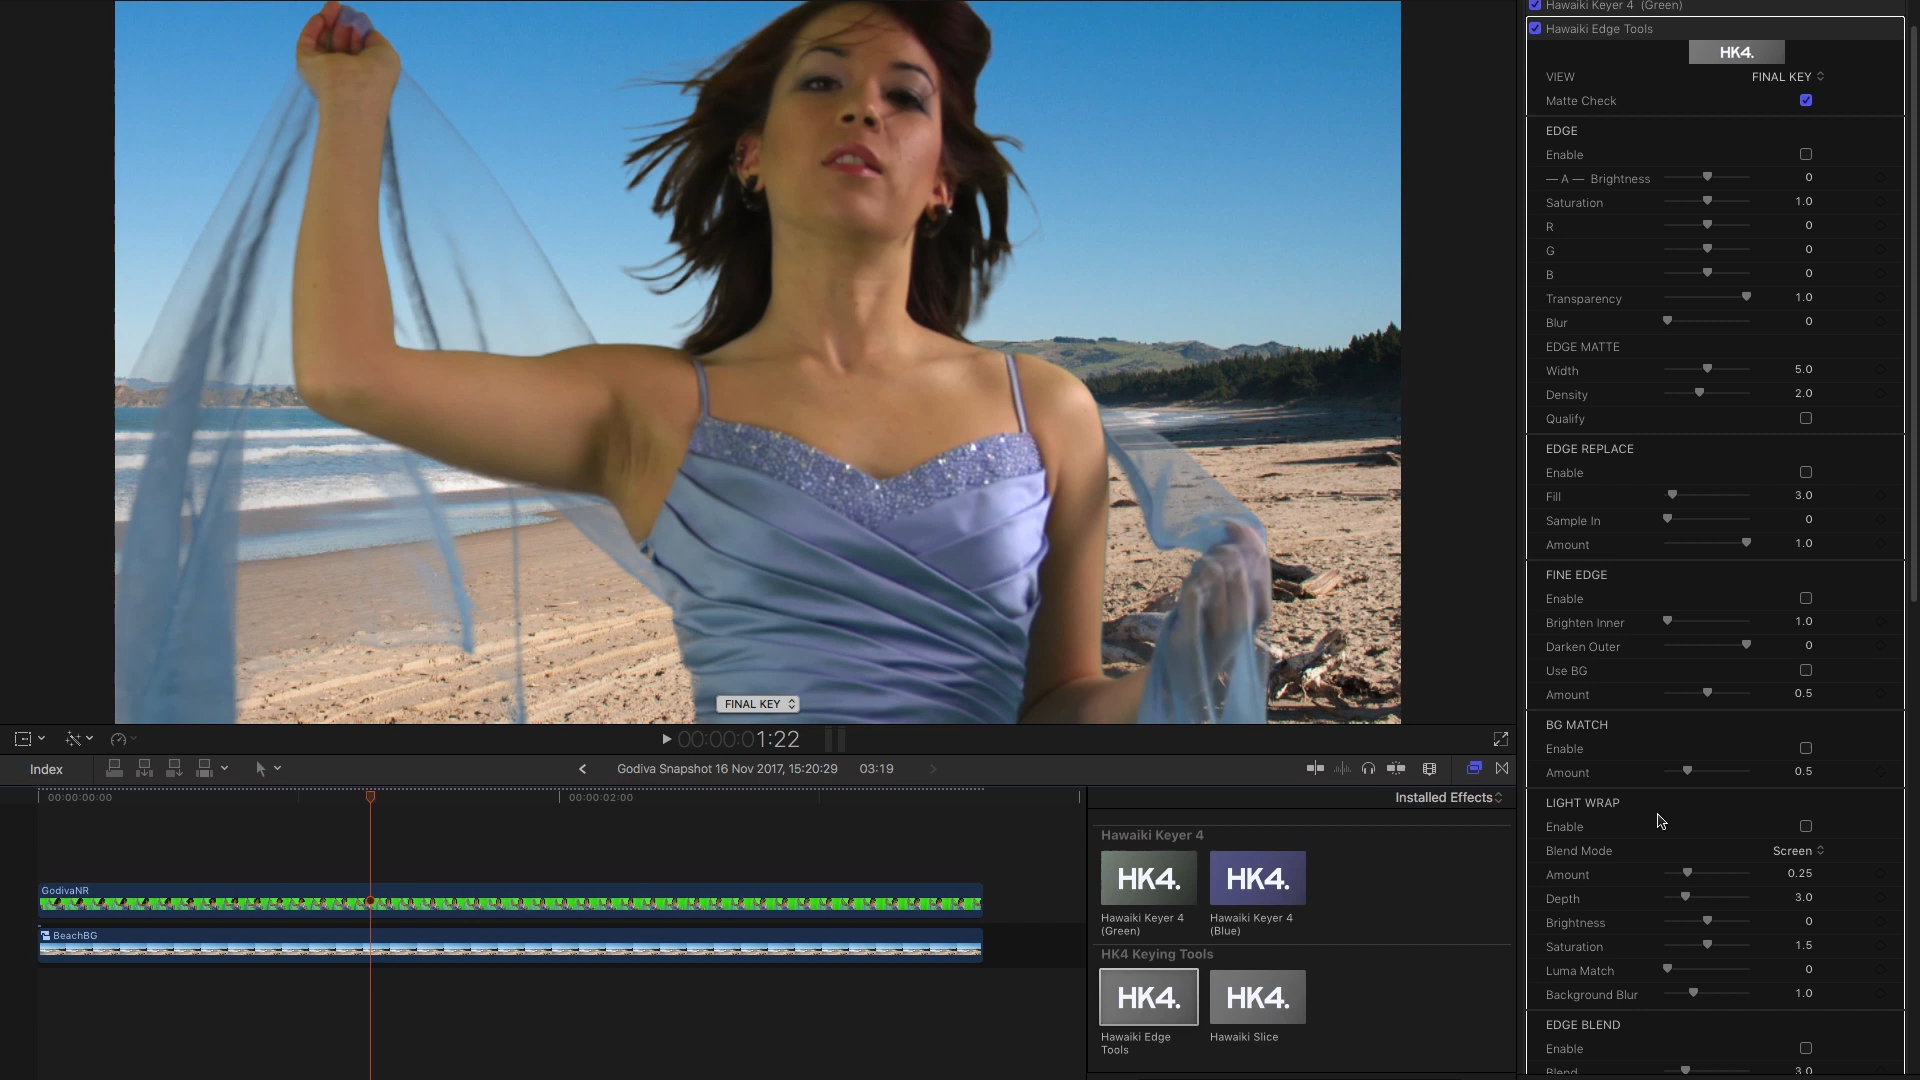 Hawaiki Keyer 4 (Green)
Hawaiki Edge Tools
HK4.
VIEW FINAL KEY
Matte Check
EDGE
Enable
— A — Brightness 0
Saturation 1.0
R 0
G 0
B 0
Transparency 1.0
Blur 0
EDGE MATTE
Width 5.0
Density 2.0
Qualify
EDGE REPLACE
Enable
Fill 3.0
Sample In 0
Amount 1.0
FINE EDGE
Enable
Brighten Inner 1.0
Darken Outer 0
Use BG
Amount 0.5
BG MATCH
Enable
Amount 0.5
LIGHT WRAP
Enable
Blend Mode Screen
Amount 0.25
Depth 3.0
Brightness 0
Saturation 1.5
Luma Match 0
Background Blur 1.0
EDGE BLEND
Enable
Blend 3.0
FINAL KEY
00:00:01:22
Index
Godiva Snapshot 16 Nov 2017, 15:20:29 03:19
00:00:00:00
00:00:02:00
GodivaNR
BeachBG
Installed Effects
Hawaiki Keyer 4
HK4.
HK4.
Hawaiki Keyer 4
(Green)
Hawaiki Keyer 4
(Blue)
HK4 Keying Tools
HK4.
HK4.
Hawaiki Edge
Tools
Hawaiki Slice